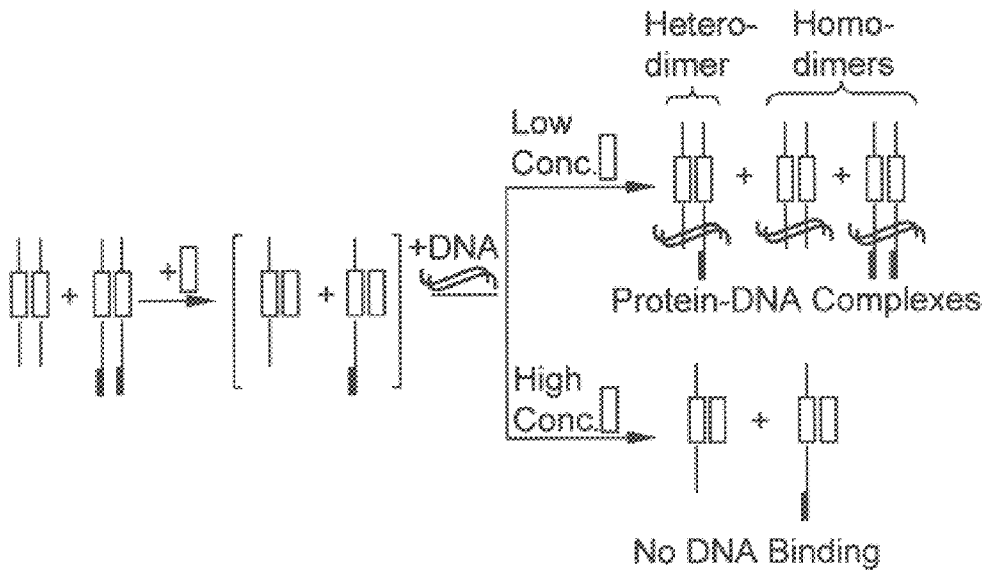 Hetero-
dimer
Homo-
dimers
Low
Conc.
+
+
+DNA
+
+
+
Protein-DNA Complexes
High
Conc.
+
No DNA Binding